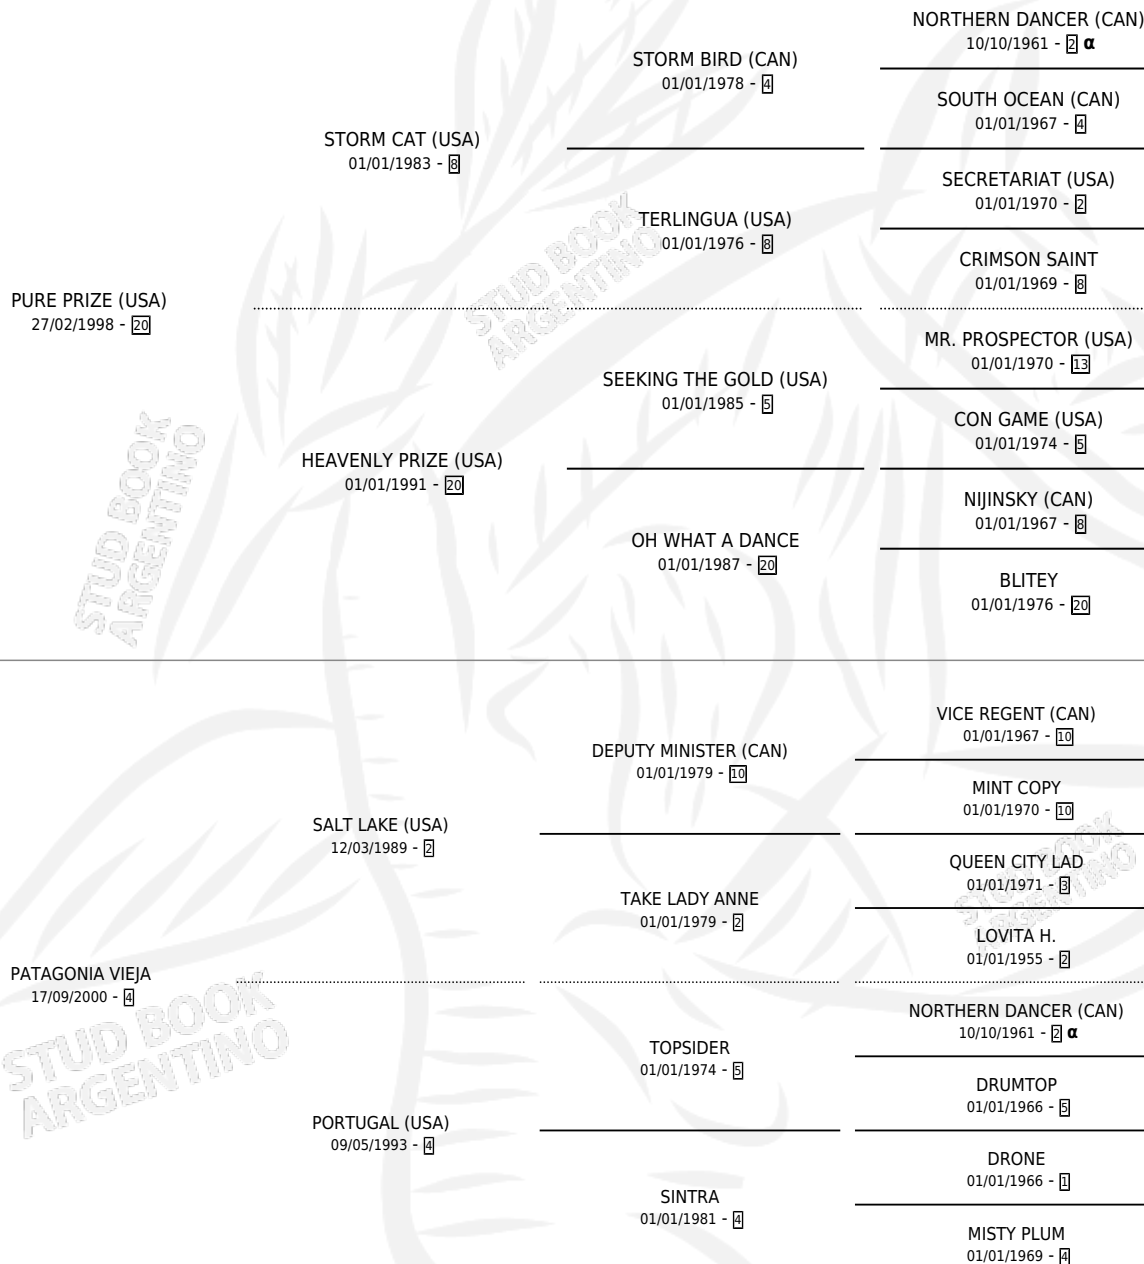 NORTHERN DANCER (CAN)
10/10/1961 - 2 α
STORM BIRD (CAN)
01/01/1978 - 4
SOUTH OCEAN (CAN)
01/01/1967 - 4
STORM CAT (USA)
01/01/1983 - 8
SECRETARIAT (USA)
01/01/1970 - 2
TERLINGUA (USA)
01/01/1976 - 8
CRIMSON SAINT
01/01/1969 - 8
PURE PRIZE (USA)
27/02/1998 - 20
MR. PROSPECTOR (USA)
01/01/1970 - 13
SEEKING THE GOLD (USA)
01/01/1985 - 5
CON GAME (USA)
01/01/1974 - 5
HEAVENLY PRIZE (USA)
01/01/1991 - 20
NIJINSKY (CAN)
01/01/1967 - 8
OH WHAT A DANCE
01/01/1987 - 20
BLITEY
01/01/1976 - 20
VICE REGENT (CAN)
01/01/1967 - 10
DEPUTY MINISTER (CAN)
01/01/1979 - 10
MINT COPY
01/01/1970 - 10
SALT LAKE (USA)
12/03/1989 - 2
QUEEN CITY LAD
01/01/1971 - 3
TAKE LADY ANNE
01/01/1979 - 2
LOVITA H.
01/01/1955 - 2
PATAGONIA VIEJA
17/09/2000 - 4
NORTHERN DANCER (CAN)
10/10/1961 - 2 α
TOPSIDER
01/01/1974 - 5
DRUMTOP
01/01/1966 - 5
PORTUGAL (USA)
09/05/1993 - 4
DRONE
01/01/1966 - 1
SINTRA
01/01/1981 - 4
MISTY PLUM
01/01/1969 - 4
STUD BOOK
ARGENTINO
STUD BOOK
ARGENTINO
STUD BOOK
ARGENTINO
STUD BOOK
ARGENTINO